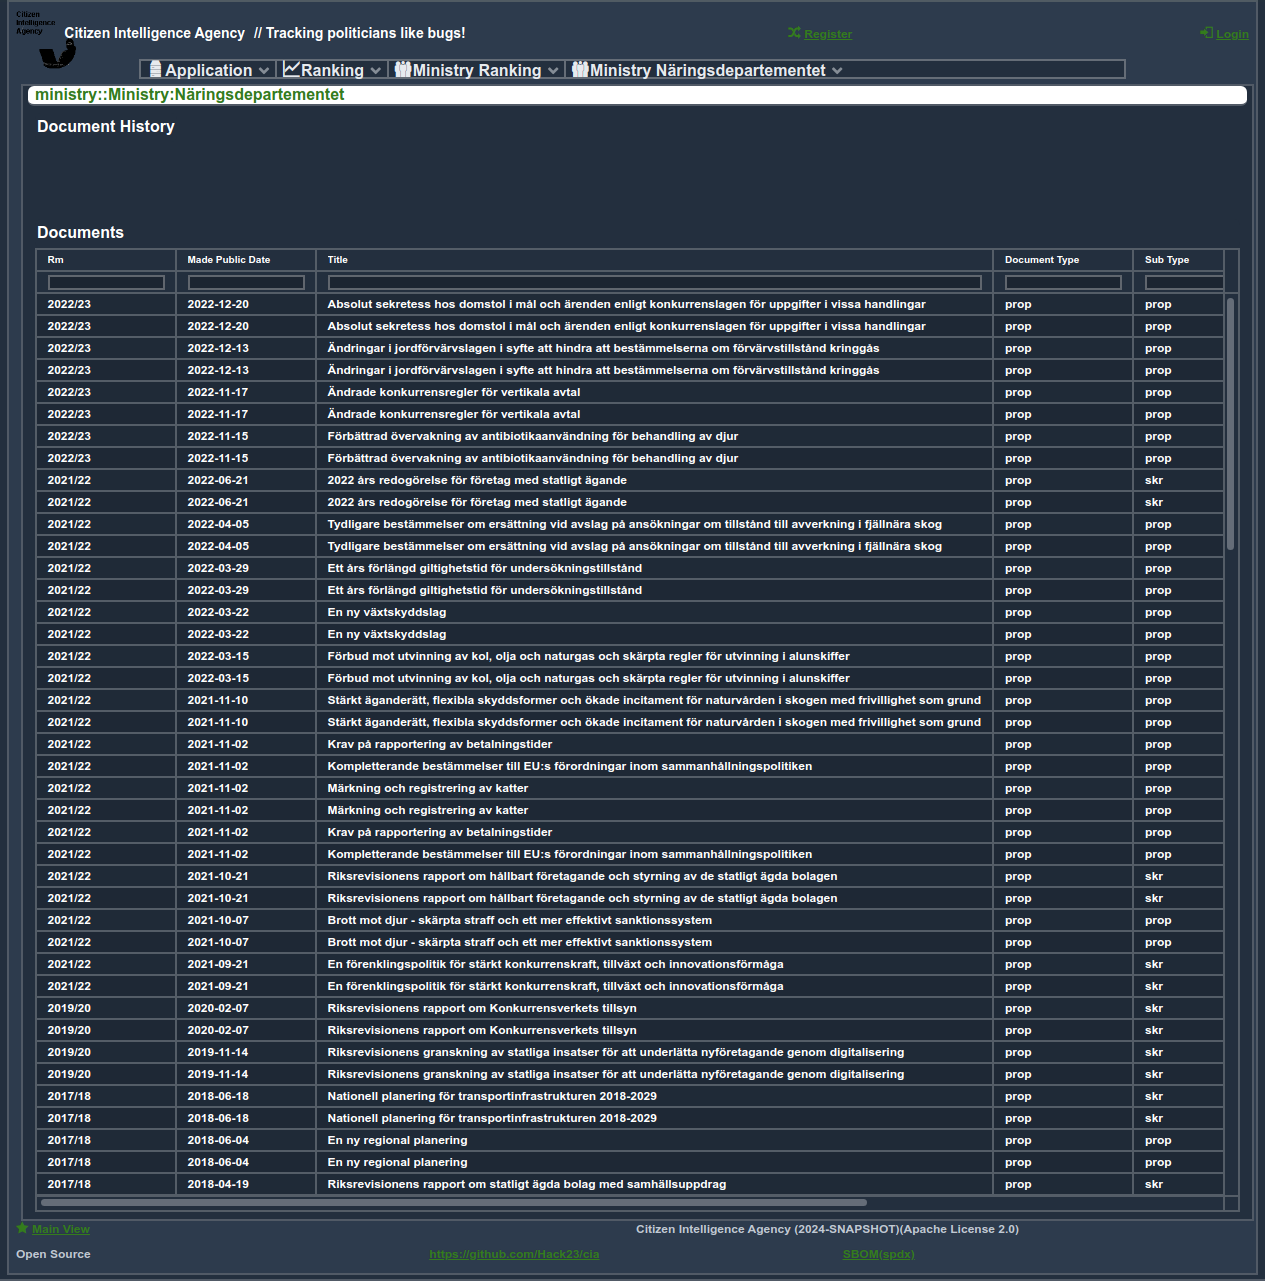 Citizen
Intelligence
Agency
Citizen Intelligence Agency // Tracking politicians like bugs!
Register
Login
Application
Ranking
Ministry Ranking
Ministry Näringsdepartementet
ministry::Ministry:Näringsdepartementet
Document History
Documents
Rm Made Public Date Title Document Type Sub Type
2022/23 2022-12-20 Absolut sekretess hos domstol i mål och ärenden enligt konkurrenslagen för uppgifter i vissa handlingar prop prop
2022/23 2022-12-20 Absolut sekretess hos domstol i mål och ärenden enligt konkurrenslagen för uppgifter i vissa handlingar prop prop
2022/23 2022-12-13 Ändringar i jordförvärvslagen i syfte att hindra att bestämmelserna om förvärvstillstånd kringgås prop prop
2022/23 2022-12-13 Ändringar i jordförvärvslagen i syfte att hindra att bestämmelserna om förvärvstillstånd kringgås prop prop
2022/23 2022-11-17 Ändrade konkurrensregler för vertikala avtal prop prop
2022/23 2022-11-17 Ändrade konkurrensregler för vertikala avtal prop prop
2022/23 2022-11-15 Förbättrad övervakning av antibiotikaanvändning för behandling av djur prop prop
2022/23 2022-11-15 Förbättrad övervakning av antibiotikaanvändning för behandling av djur prop prop
2021/22 2022-06-21 2022 års redogörelse för företag med statligt ägande prop skr
2021/22 2022-06-21 2022 års redogörelse för företag med statligt ägande prop skr
2021/22 2022-04-05 Tydligare bestämmelser om ersättning vid avslag på ansökningar om tillstånd till avverkning i fjällnära skog prop prop
2021/22 2022-04-05 Tydligare bestämmelser om ersättning vid avslag på ansökningar om tillstånd till avverkning i fjällnära skog prop prop
2021/22 2022-03-29 Ett års förlängd giltighetstid för undersökningstillstånd prop prop
2021/22 2022-03-29 Ett års förlängd giltighetstid för undersökningstillstånd prop prop
2021/22 2022-03-22 En ny växtskyddslag prop prop
2021/22 2022-03-22 En ny växtskyddslag prop prop
2021/22 2022-03-15 Förbud mot utvinning av kol, olja och naturgas och skärpta regler för utvinning i alunskiffer prop prop
2021/22 2022-03-15 Förbud mot utvinning av kol, olja och naturgas och skärpta regler för utvinning i alunskiffer prop prop
2021/22 2021-11-10 Stärkt äganderätt, flexibla skyddsformer och ökade incitament för naturvården i skogen med frivillighet som grund prop prop
2021/22 2021-11-10 Stärkt äganderätt, flexibla skyddsformer och ökade incitament för naturvården i skogen med frivillighet som grund prop prop
2021/22 2021-11-02 Krav på rapportering av betalningstider prop prop
2021/22 2021-11-02 Kompletterande bestämmelser till EU:s förordningar inom sammanhållningspolitiken prop prop
2021/22 2021-11-02 Märkning och registrering av katter prop prop
2021/22 2021-11-02 Märkning och registrering av katter prop prop
2021/22 2021-11-02 Krav på rapportering av betalningstider prop prop
2021/22 2021-11-02 Kompletterande bestämmelser till EU:s förordningar inom sammanhållningspolitiken prop prop
2021/22 2021-10-21 Riksrevisionens rapport om hållbart företagande och styrning av de statligt ägda bolagen prop skr
2021/22 2021-10-21 Riksrevisionens rapport om hållbart företagande och styrning av de statligt ägda bolagen prop skr
2021/22 2021-10-07 Brott mot djur - skärpta straff och ett mer effektivt sanktionssystem prop prop
2021/22 2021-10-07 Brott mot djur - skärpta straff och ett mer effektivt sanktionssystem prop prop
2021/22 2021-09-21 En förenklingspolitik för stärkt konkurrenskraft, tillväxt och innovationsförmåga prop skr
2021/22 2021-09-21 En förenklingspolitik för stärkt konkurrenskraft, tillväxt och innovationsförmåga prop skr
2019/20 2020-02-07 Riksrevisionens rapport om Konkurrensverkets tillsyn prop skr
2019/20 2020-02-07 Riksrevisionens rapport om Konkurrensverkets tillsyn prop skr
2019/20 2019-11-14 Riksrevisionens granskning av statliga insatser för att underlätta nyföretagande genom digitalisering prop skr
2019/20 2019-11-14 Riksrevisionens granskning av statliga insatser för att underlätta nyföretagande genom digitalisering prop skr
2017/18 2018-06-18 Nationell planering för transportinfrastrukturen 2018-2029 prop skr
2017/18 2018-06-18 Nationell planering för transportinfrastrukturen 2018-2029 prop skr
2017/18 2018-06-04 En ny regional planering prop prop
2017/18 2018-06-04 En ny regional planering prop prop
2017/18 2018-04-19 Riksrevisionens rapport om statligt ägda bolag med samhällsuppdrag prop skr
Main View
Citizen Intelligence Agency (2024-SNAPSHOT)(Apache License 2.0)
Open Source
https://github.com/Hack23/cia
SBOM(spdx)